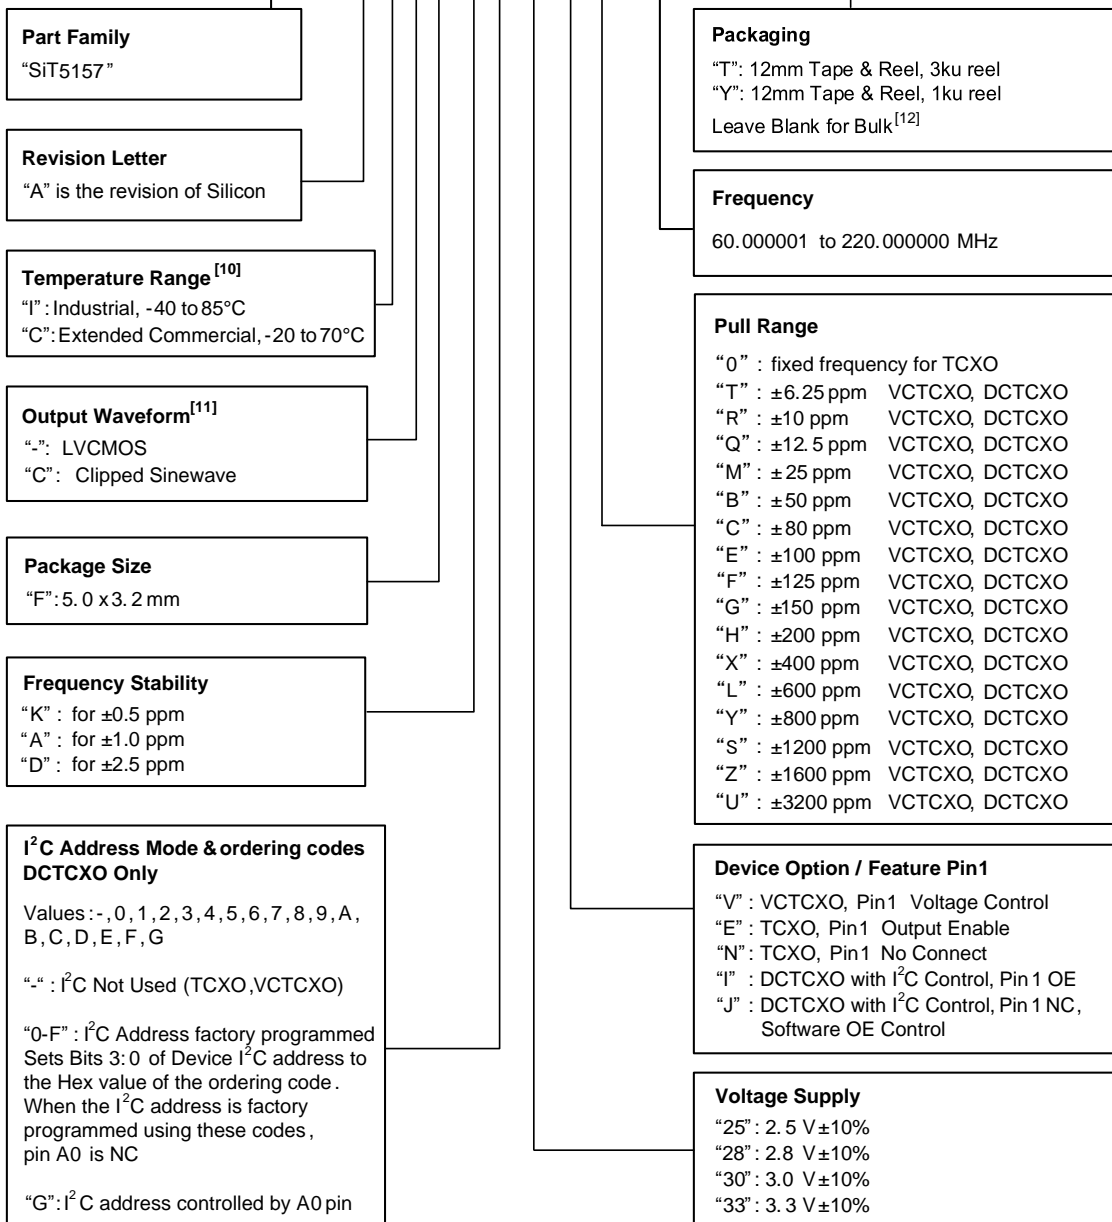 Part Family
“SiT5157”
Revision Letter
“A” is the revision of Silicon
Temperature Range [10]
“I” : Industrial, -40 to 85°C
“C”: Extended Commercial, -20 to 70°C
Output Waveform[11]
“-”: LVCMOS
“C”: Clipped Sinewave
Package Size
“F”: 5.0 x 3.2 mm
Frequency Stability
“K” : for ±0.5 ppm
“A” : for ±1.0 ppm
“D” : for ±2.5 ppm
I2C Address Mode & ordering codes
DCTCXO Only
Values: -, 0, 1, 2, 3, 4, 5, 6, 7, 8, 9, A,
B, C, D, E, F, G
“-“ : I2C Not Used (TCXO, VCTCXO)
“0-F” : I2C Address factory programmed
Sets Bits 3:0 of Device I2C address to
the Hex value of the ordering code.
When the I2C address is factory
programmed using these codes,
pin A0 is NC
“G”: I2C address controlled by A0 pin
Packaging
“T”: 12mm Tape & Reel, 3ku reel
“Y”: 12mm Tape & Reel, 1ku reel
Leave Blank for Bulk[12]
Frequency
60.000001 to 220.000000 MHz
Pull Range
“0” : fixed frequency for TCXO
“T” : ±6.25 ppm VCTCXO, DCTCXO
“R” : ±10 ppm VCTCXO, DCTCXO
“Q” : ±12.5 ppm VCTCXO, DCTCXO
“M” : ±25 ppm VCTCXO, DCTCXO
“B” : ±50 ppm VCTCXO, DCTCXO
“C” : ±80 ppm VCTCXO, DCTCXO
“E” : ±100 ppm VCTCXO, DCTCXO
“F” : ±125 ppm VCTCXO, DCTCXO
“G” : ±150 ppm VCTCXO, DCTCXO
“H” : ±200 ppm VCTCXO, DCTCXO
“X” : ±400 ppm VCTCXO, DCTCXO
“L” : ±600 ppm VCTCXO, DCTCXO
“Y” : ±800 ppm VCTCXO, DCTCXO
“S” : ±1200 ppm VCTCXO, DCTCXO
“Z” : ±1600 ppm VCTCXO, DCTCXO
“U” : ±3200 ppm VCTCXO, DCTCXO
Device Option / Feature Pin1
“V” : VCTCXO, Pin1 Voltage Control
“E” : TCXO, Pin1 Output Enable
“N” : TCXO, Pin1 No Connect
“I” : DCTCXO with I2C Control, Pin 1 OE
“J” : DCTCXO with I2C Control, Pin 1 NC,
Software OE Control
Voltage Supply
“25”: 2.5 V ±10%
“28”: 2.8 V ±10%
“30”: 3.0 V ±10%
“33”: 3.3 V ±10%